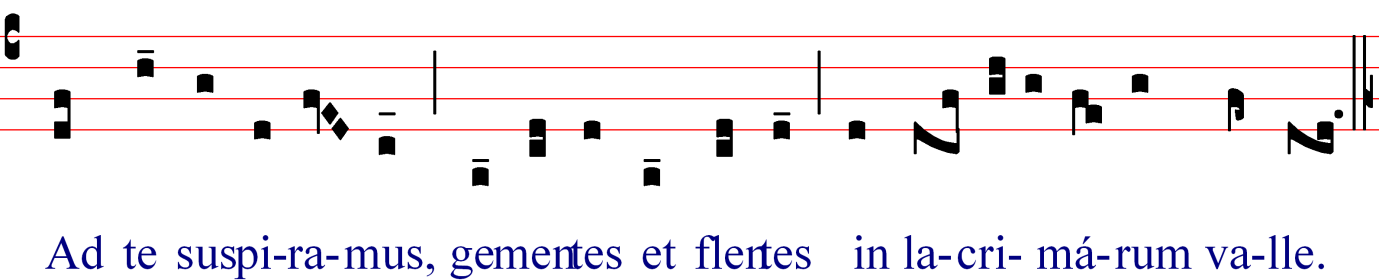 Ad te suspi-ra-mus, gementes et flentes in la-cri- má-rum va-lle.